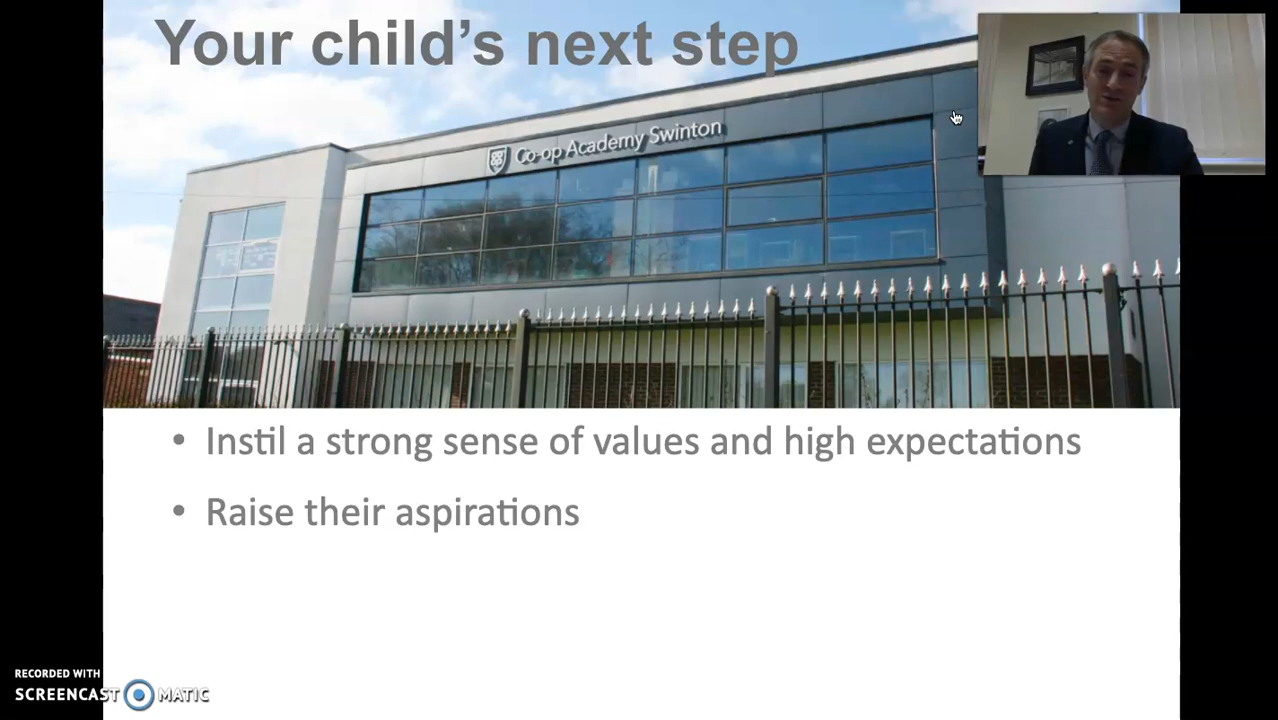 Your child's next step
Co-op Academy Swinton
• Instil a strong sense of values and high expectations
• Raise their aspirations
RECORDED WITH
SCREENCAST MATIC